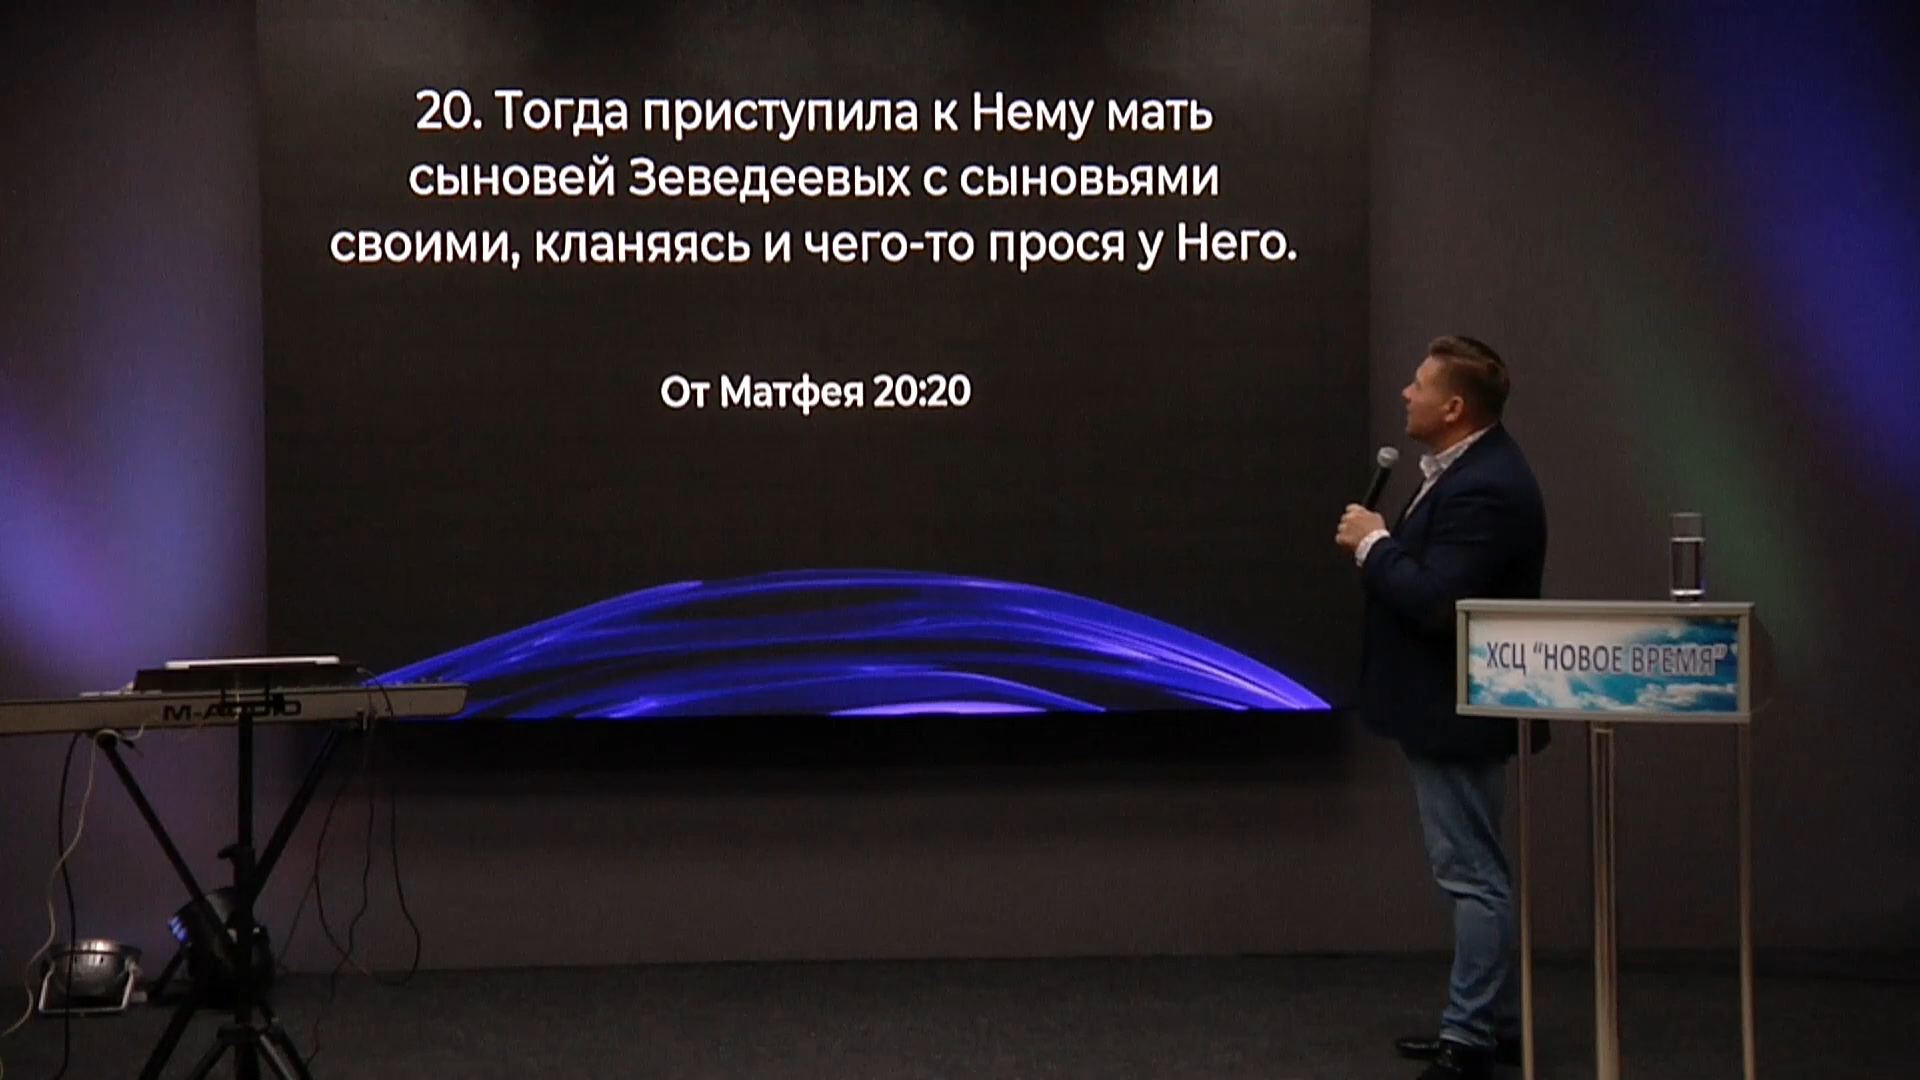 20. Тогда приступила к Нему мать
сыновей Зеведеевых с сыновьями
своими, кланяясь и чего-то прося у Него.
От Матфея 20:20
ХСЦ “НОВОЕ ВРЕМЯ”
M-AUDIO